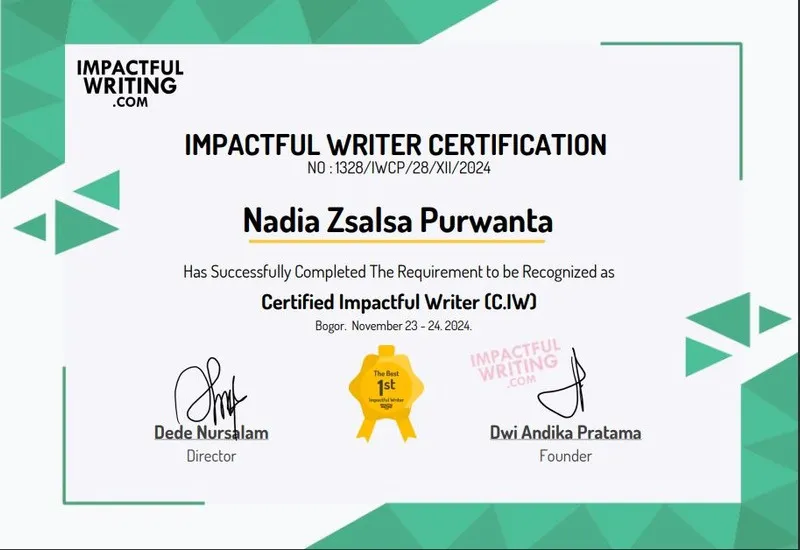 IMPACTFUL
WRITING
.COM
IMPACTFUL WRITER CERTIFICATION
NO : 1328/IWCP/28/XII/2024
Nadia Zsalsa Purwanta
Has Successfully Completed The Requirement to be Recognized as
Certified Impactful Writer (C.IW)
Bogor. November 23 - 24. 2024.
The Best
1st
Impactful Writer
IMPACTFUL
WRITING
.COM
Dede Nursalam
Director
Dwi Andika Pratama
Founder